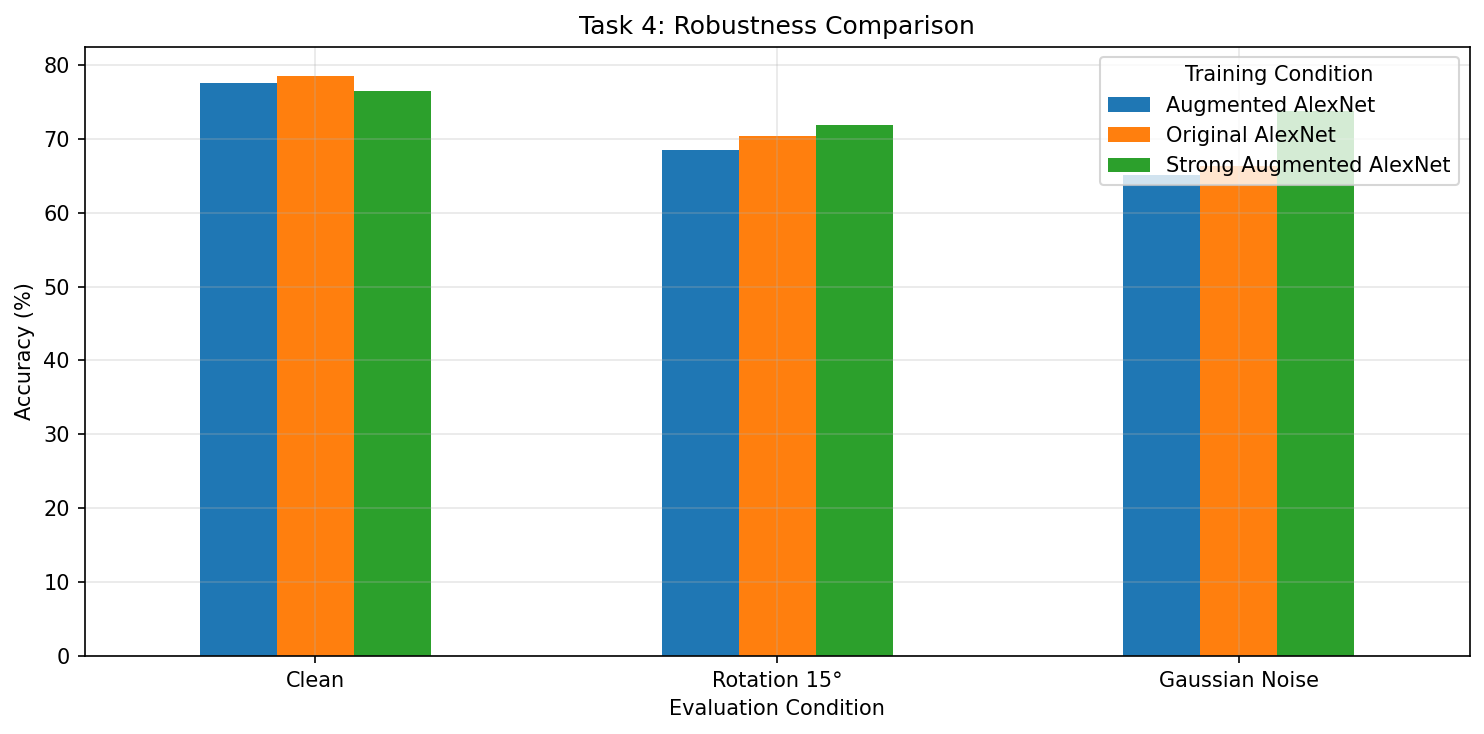 Task 4: Robustness Comparison
Training Condition
Augmented AlexNet
Original AlexNet
Strong Augmented AlexNet
Accuracy (%)
80
70
60
50
40
30
20
10
0
Clean
Rotation 15°
Gaussian Noise
Evaluation Condition